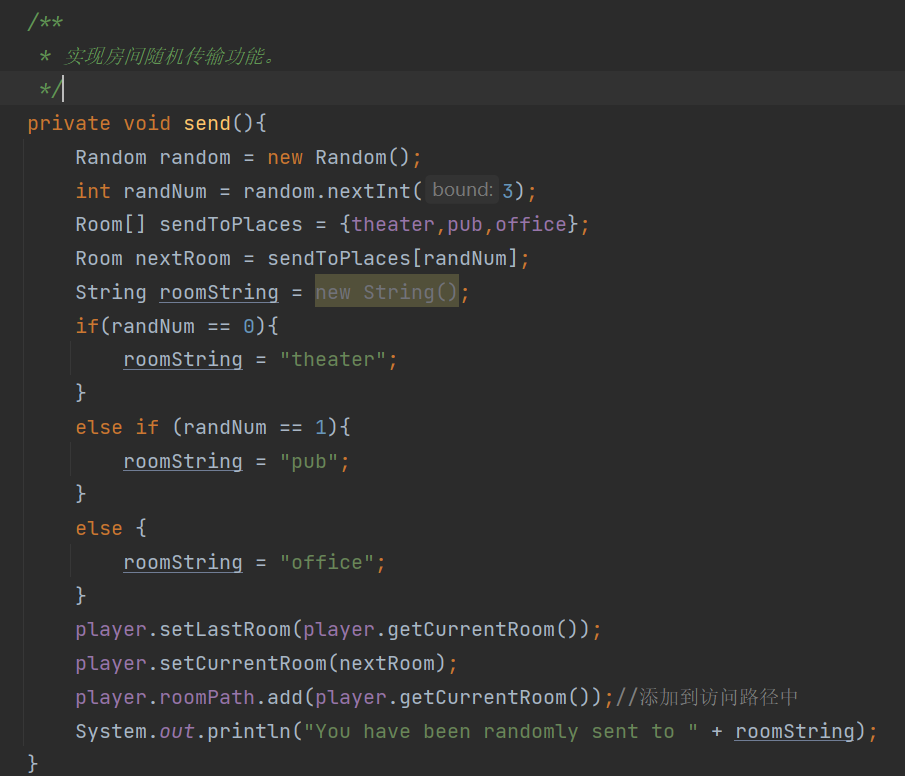 /**
 * 实现房间随机传输功能。
 */
private void send(){
    Random random = new Random();
    int randNum = random.nextInt( bound: 3);
    Room[] sendToPlaces = {theater,pub,office};
    Room nextRoom = sendToPlaces[randNum];
    String roomString = new String();
    if(randNum == 0){
        roomString = "theater";
    }
    else if (randNum == 1){
        roomString = "pub";
    }
    else {
        roomString = "office";
    }
    player.setLastRoom(player.getCurrentRoom());
    player.setCurrentRoom(nextRoom);
    player.roomPath.add(player.getCurrentRoom());//添加到访问路径中
    System.out.println("You have been randomly sent to " + roomString);
}